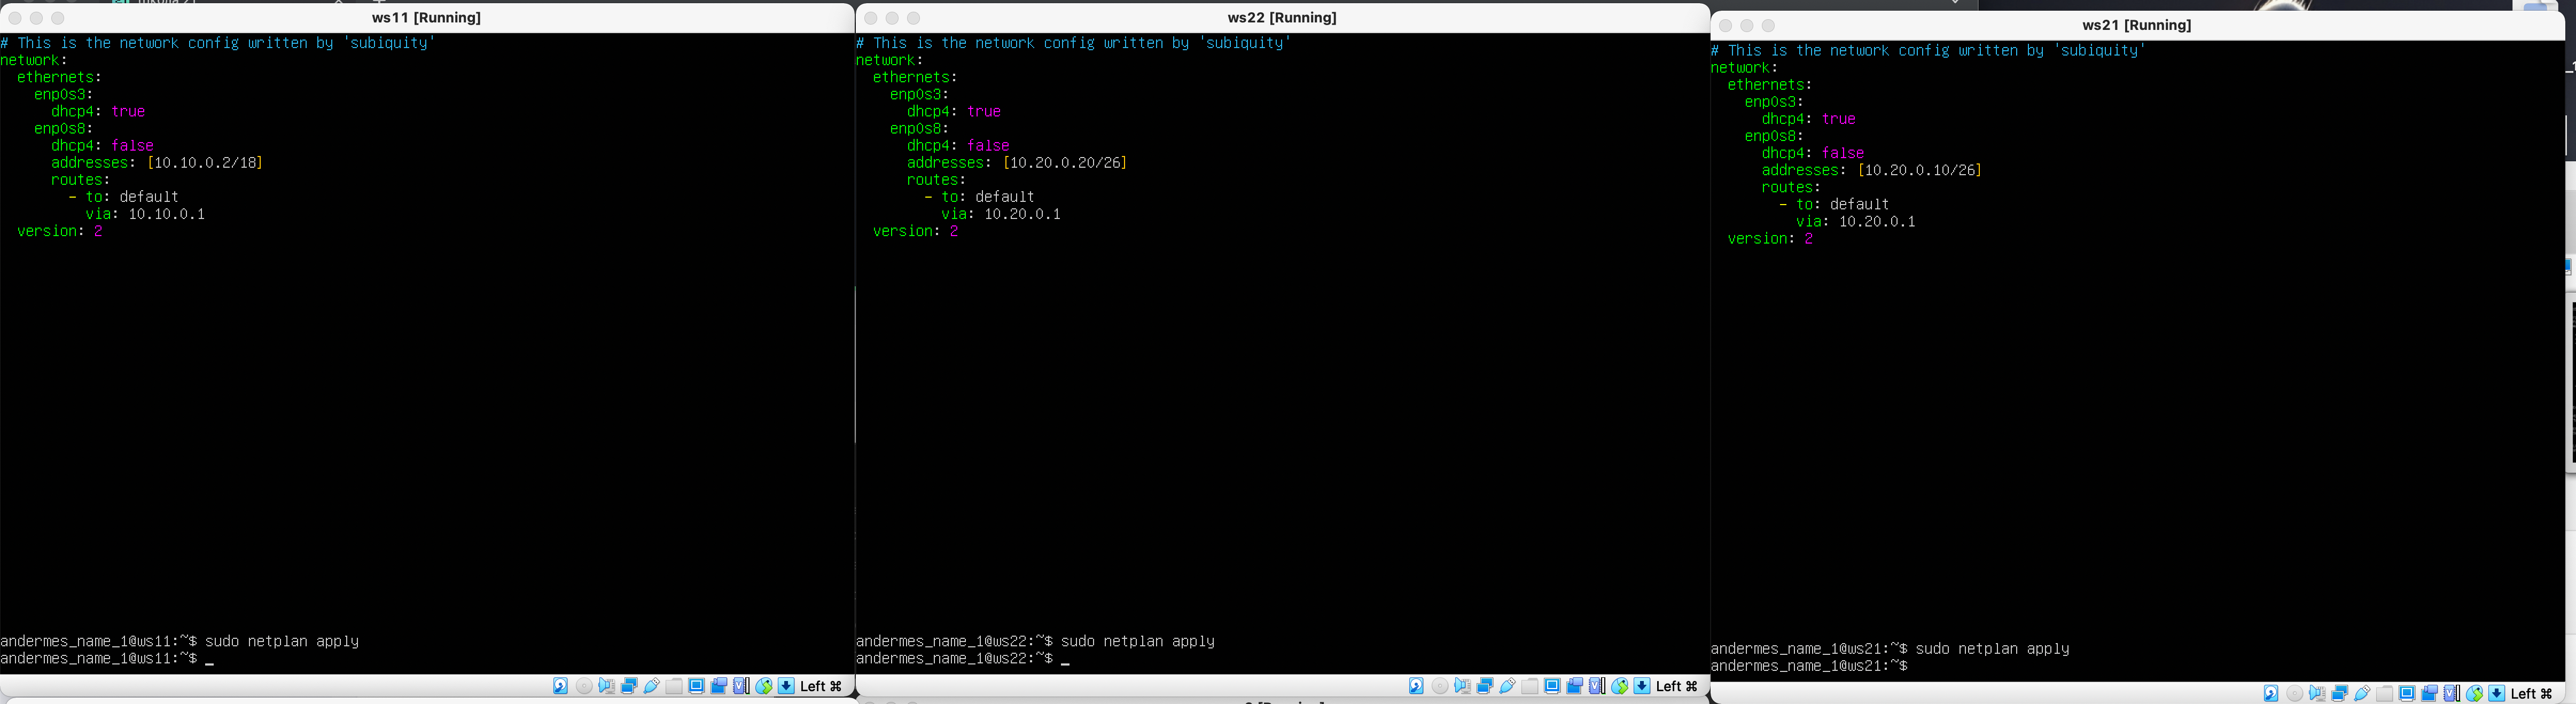 ws11 [Running]
# This is the network config written by 'subiquity'
network:
  ethernets:
    enp0s3:
      dhcp4: true
    enp0s8:
      dhcp4: false
      addresses: [10.10.0.2/18]
      routes:
        - to: default
          via: 10.10.0.1
  version: 2
andermes_name_1@ws11:~$ sudo netplan apply
andermes_name_1@ws11:~$ _
Left ⌘
ws22 [Running]
# This is the network config written by 'subiquity'
network:
  ethernets:
    enp0s3:
      dhcp4: true
    enp0s8:
      dhcp4: false
      addresses: [10.20.0.20/26]
      routes:
        - to: default
          via: 10.20.0.1
  version: 2
andermes_name_1@ws22:~$ sudo netplan apply
andermes_name_1@ws22:~$ _
Left ⌘
ws21 [Running]
# This is the network config written by 'subiquity'
network:
  ethernets:
    enp0s3:
      dhcp4: true
    enp0s8:
      dhcp4: false
      addresses: [10.20.0.10/26]
      routes:
        - to: default
          via: 10.20.0.1
  version: 2
andermes_name_1@ws21:~$ sudo netplan apply
andermes_name_1@ws21:~$
Left ⌘